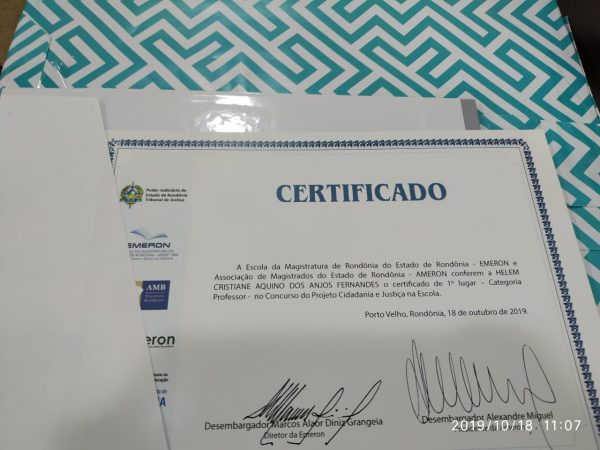 CERTIFICADO
Poder Judiciário do
Estado de Rondônia
Tribunal de Justiça
EMERON
AMB
A Escola da Magistratura de Rondônia do Estado de Rondônia - EMERON e
Associação de Magistrados do Estado de Rondônia - AMERON conferem a HELÉM
CRISTIANE AQUINO DOS ANJOS FERNANDES o certificado de 1º lugar – Categoria
Professor - no Concurso do Projeto Cidadania e Justiça na Escola.
Porto Velho, Rondônia, 18 de outubro de 2019.
eron
Desembargador Marcos Alaor Diniz Grangeia
Diretor da Emeron
Desembargador Alexandre Miguel
2019/10/18 11:07